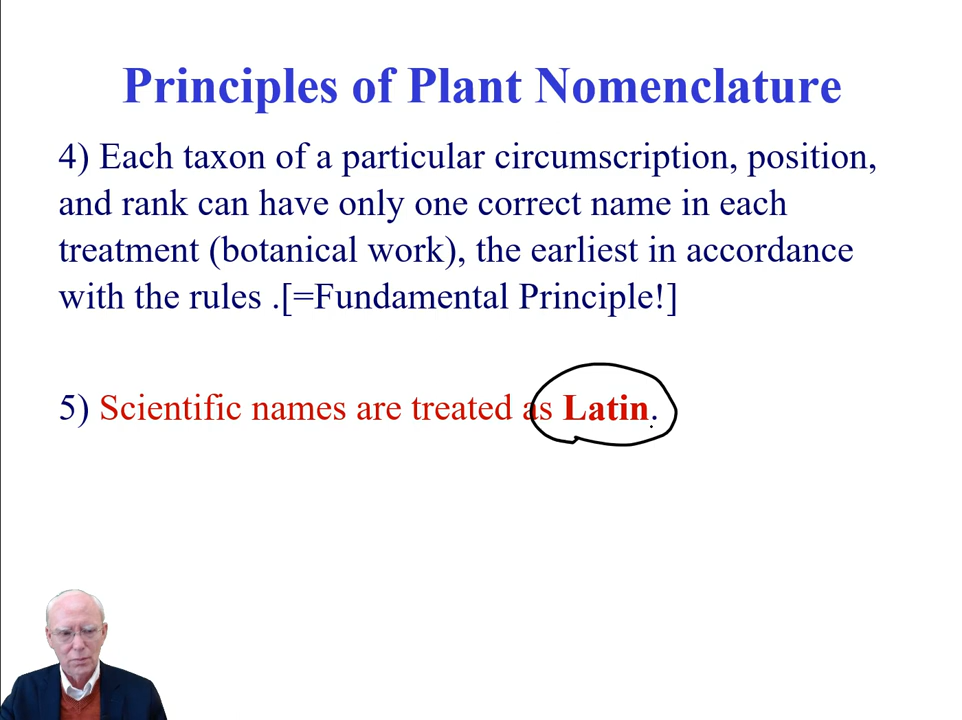 Principles of Plant Nomenclature
4) Each taxon of a particular circumscription, position,
and rank can have only one correct name in each
treatment (botanical work), the earliest in accordance
with the rules .[=Fundamental Principle!]
5) Scientific names are treated as Latin.